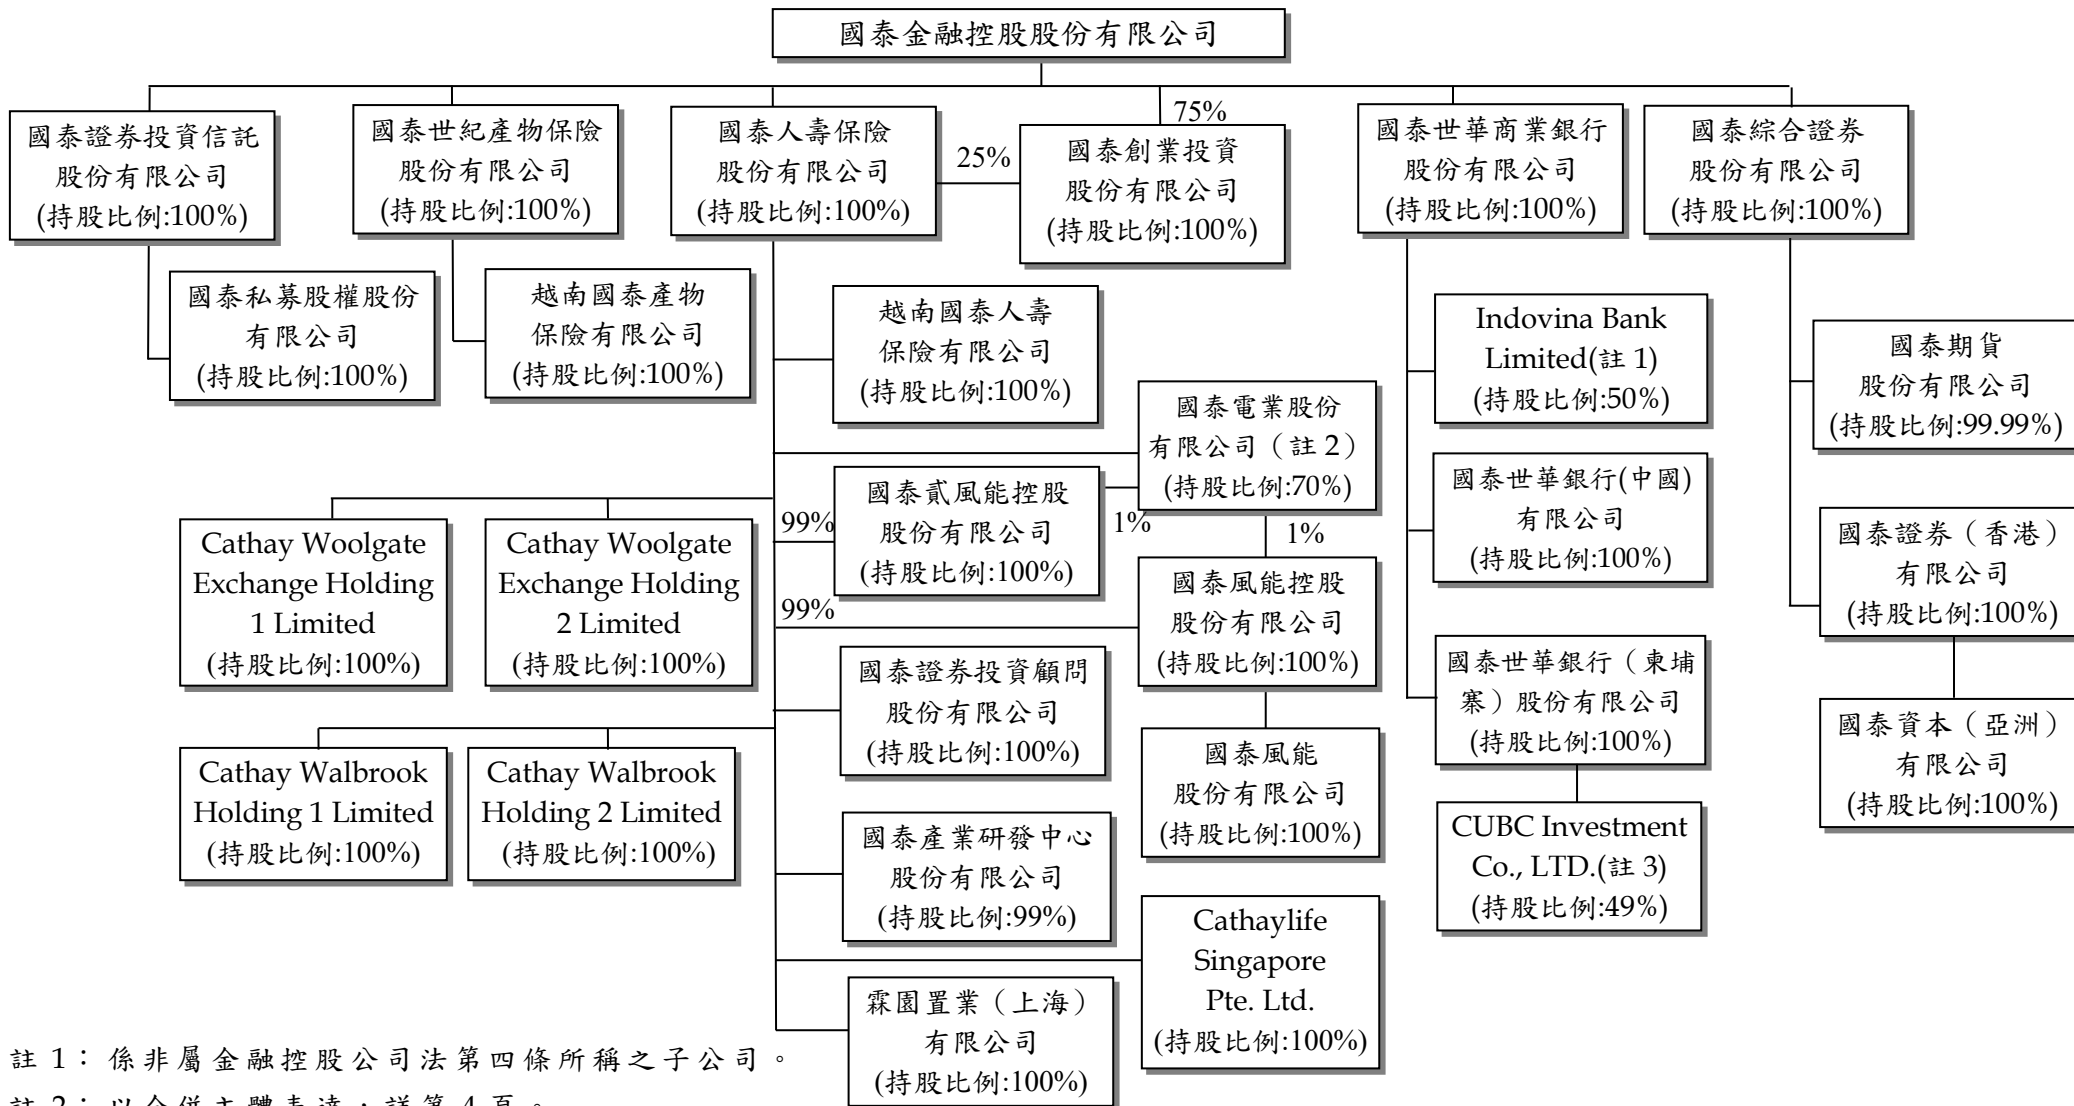 國泰金融控股股份有限公司
國泰證券投資信託
股份有限公司
(持股比例:100%)
國泰世紀產物保險
股份有限公司
(持股比例:100%)
國泰人壽保險
股份有限公司
(持股比例:100%)
25%
75%
國泰創業投資
股份有限公司
(持股比例:100%)
國泰世華商業銀行
股份有限公司
(持股比例:100%)
國泰綜合證券
股份有限公司
(持股比例:100%)
國泰私募股權股份
有限公司
(持股比例:100%)
越南國泰產物
保險有限公司
(持股比例:100%)
越南國泰人壽
保險有限公司
(持股比例:100%)
Indovina Bank
Limited(註 1)
(持股比例:50%)
國泰期貨
股份有限公司
(持股比例:99.99%)
國泰電業股份
有限公司（註 2）
(持股比例:70%)
99%
國泰貳風能控股
股份有限公司
(持股比例:100%)
1%
1%
國泰世華銀行(中國)
有限公司
(持股比例:100%)
Cathay Woolgate
Exchange Holding
1 Limited
(持股比例:100%)
Cathay Woolgate
Exchange Holding
2 Limited
(持股比例:100%)
國泰證券（香港）
有限公司
(持股比例:100%)
99%
國泰風能控股
股份有限公司
(持股比例:100%)
國泰證券投資顧問
股份有限公司
(持股比例:100%)
國泰世華銀行（柬埔
寨）股份有限公司
(持股比例:100%)
國泰資本（亞洲）
有限公司
(持股比例:100%)
Cathay Walbrook
Holding 1 Limited
(持股比例:100%)
Cathay Walbrook
Holding 2 Limited
(持股比例:100%)
國泰風能
股份有限公司
(持股比例:100%)
國泰產業研發中心
股份有限公司
(持股比例:99%)
CUBC Investment
Co., LTD.(註 3)
(持股比例:49%)
Cathaylife
Singapore
Pte. Ltd.
(持股比例:100%)
霖園置業（上海）
有限公司
(持股比例:100%)
註 1：係非屬金融控股公司法第四條所稱之子公司。
註 2：以合併主體表達，詳第 4 頁。